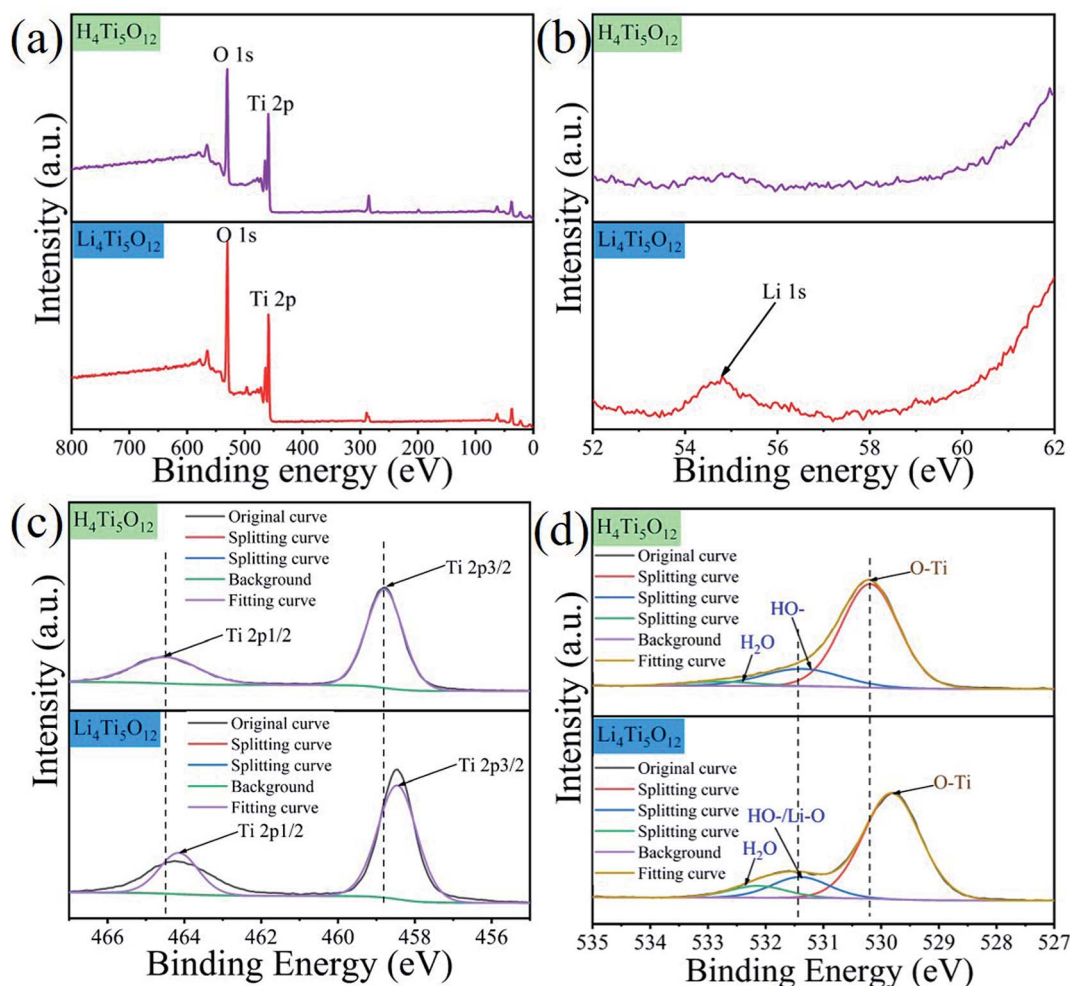 (a)
H₄Ti₅O₁₂
O 1s
Ti 2p
Li₄Ti₅O₁₂
O 1s
Ti 2p
Intensity (a.u.)
800 700 600 500 400 300 200 100 0
Binding energy (eV)
(b)
H₄Ti₅O₁₂
Li₄Ti₅O₁₂
Li 1s
Intensity (a.u.)
52 54 56 58 60 62
Binding energy (eV)
(c)
H₄Ti₅O₁₂
Original curve
Splitting curve
Splitting curve
Background
Fitting curve
Ti 2p3/2
Ti 2p1/2
Li₄Ti₅O₁₂
Original curve
Splitting curve
Splitting curve
Background
Fitting curve
Ti 2p3/2
Ti 2p1/2
Intensity (a.u.)
466 464 462 460 458 456
Binding Energy (eV)
(d)
H₄Ti₅O₁₂
Original curve
Splitting curve
Splitting curve
Splitting curve
Background
Fitting curve
O-Ti
HO-
H₂O
Li₄Ti₅O₁₂
Original curve
Splitting curve
Splitting curve
Splitting curve
Background
Fitting curve
O-Ti
HO-/Li-O
H₂O
Intensity (a.u.)
535 534 533 532 531 530 529 528 527
Binding Energy (eV)